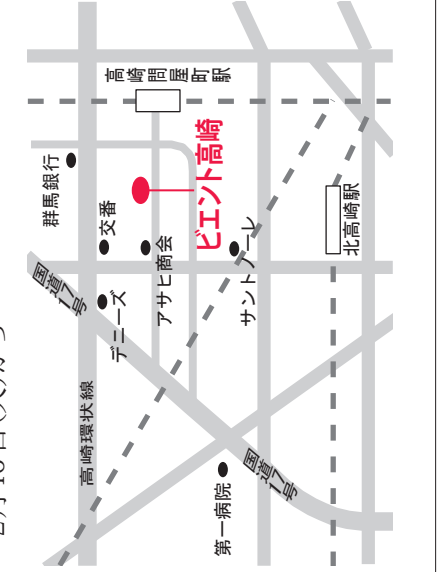 高崎問屋町駅
群馬銀行
交番
ビエント高崎
アサヒ商会
サントノーレ
北高崎駅
国道17号
デニーズ
高崎環状線
第一病院
国道17号